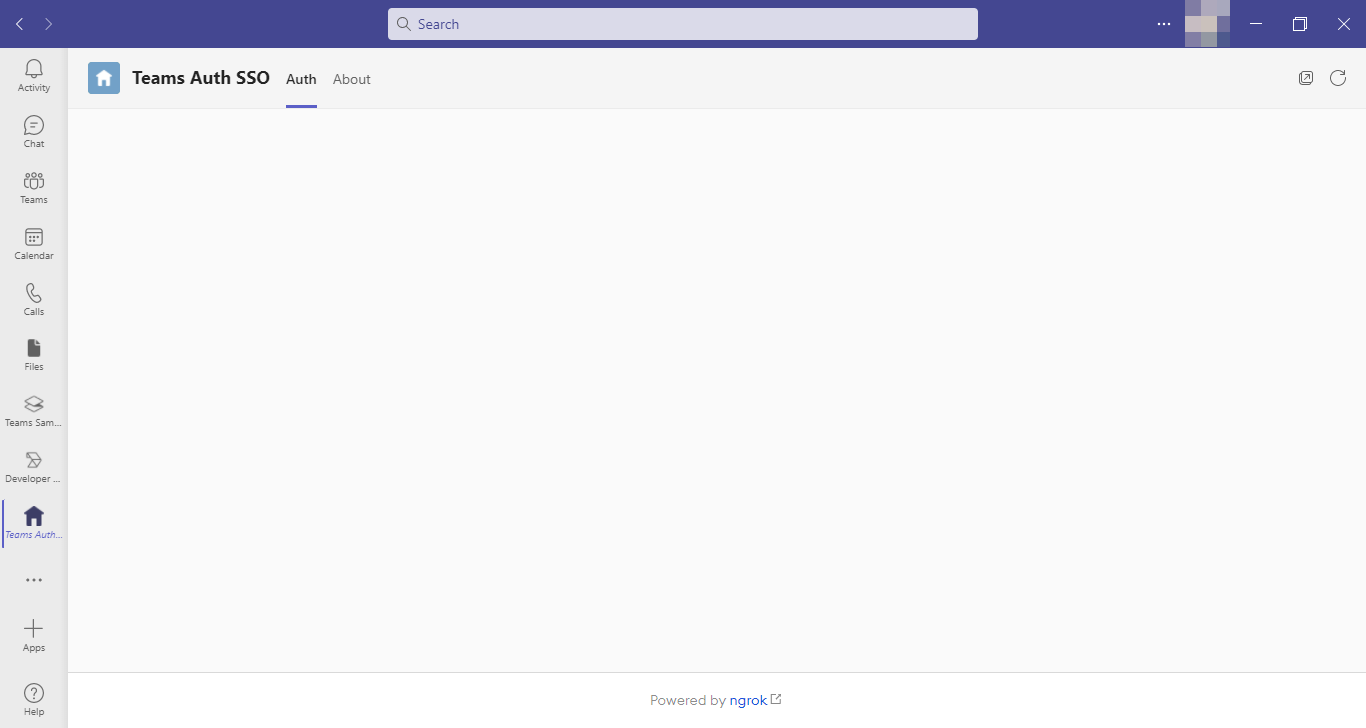 Search
Teams Auth SSO
Auth
About
Activity
Chat
Teams
Calendar
Calls
Files
Teams Sam...
Developer ...
Teams Auth...
Apps
Help
Powered by ngrok